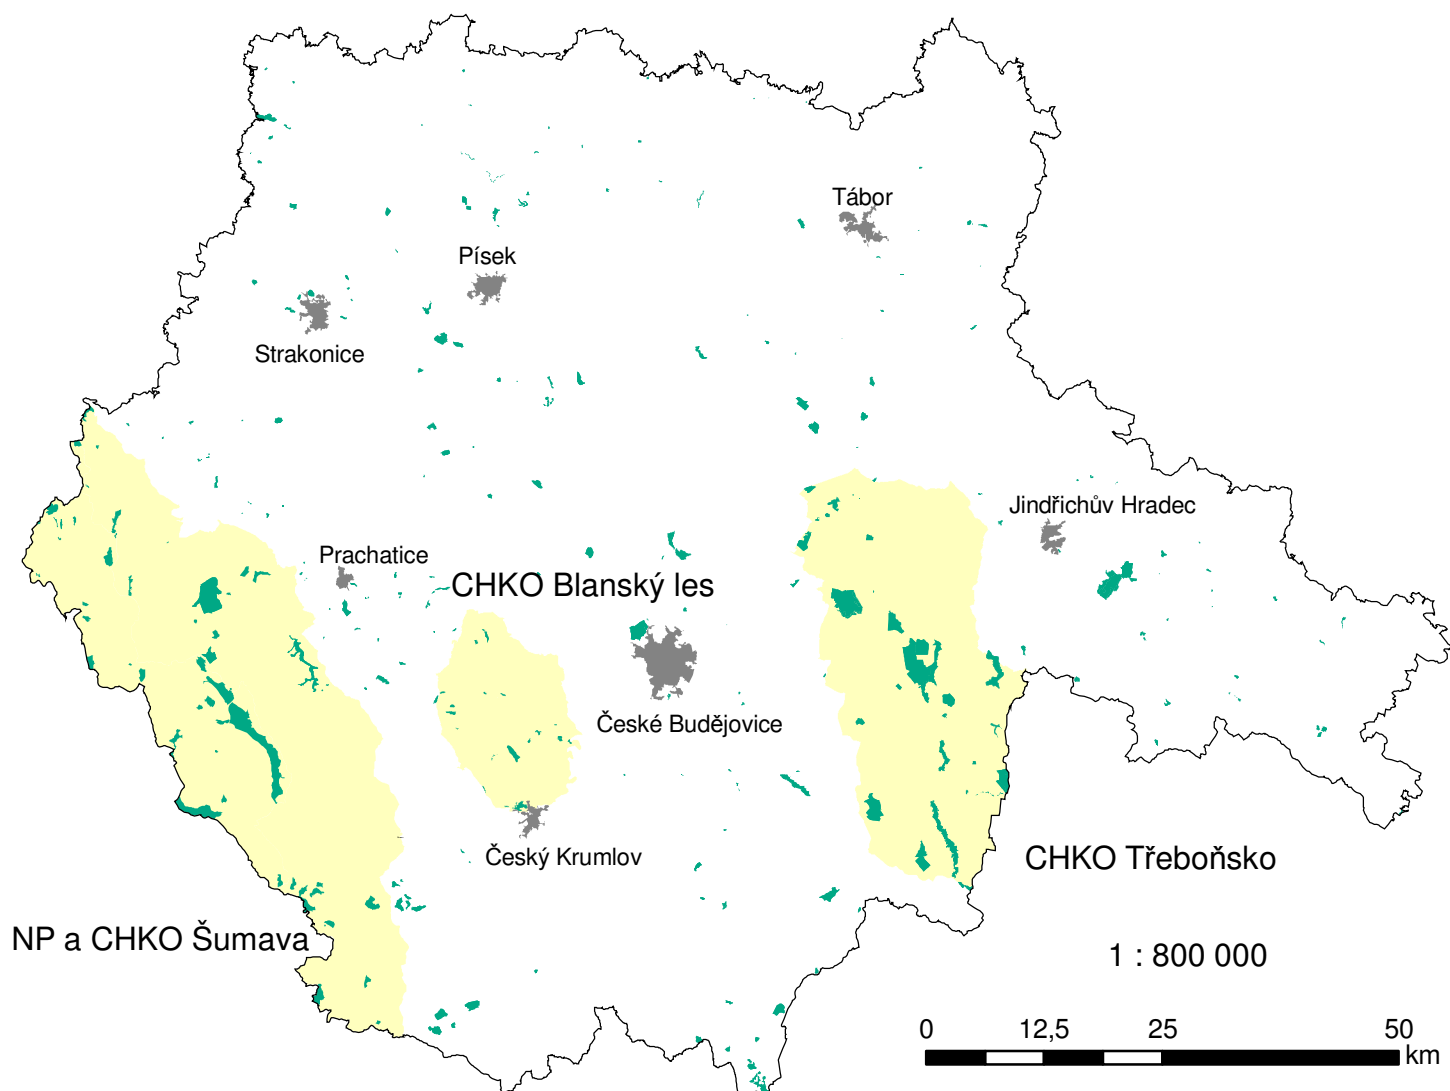 Tábor
Písek
Strakonice
Jindřichův Hradec
Prachatice
CHKO Blanský les
České Budějovice
Český Krumlov
CHKO Třeboňsko
NP a CHKO Šumava
1 : 800 000
0 12,5 25 50
km